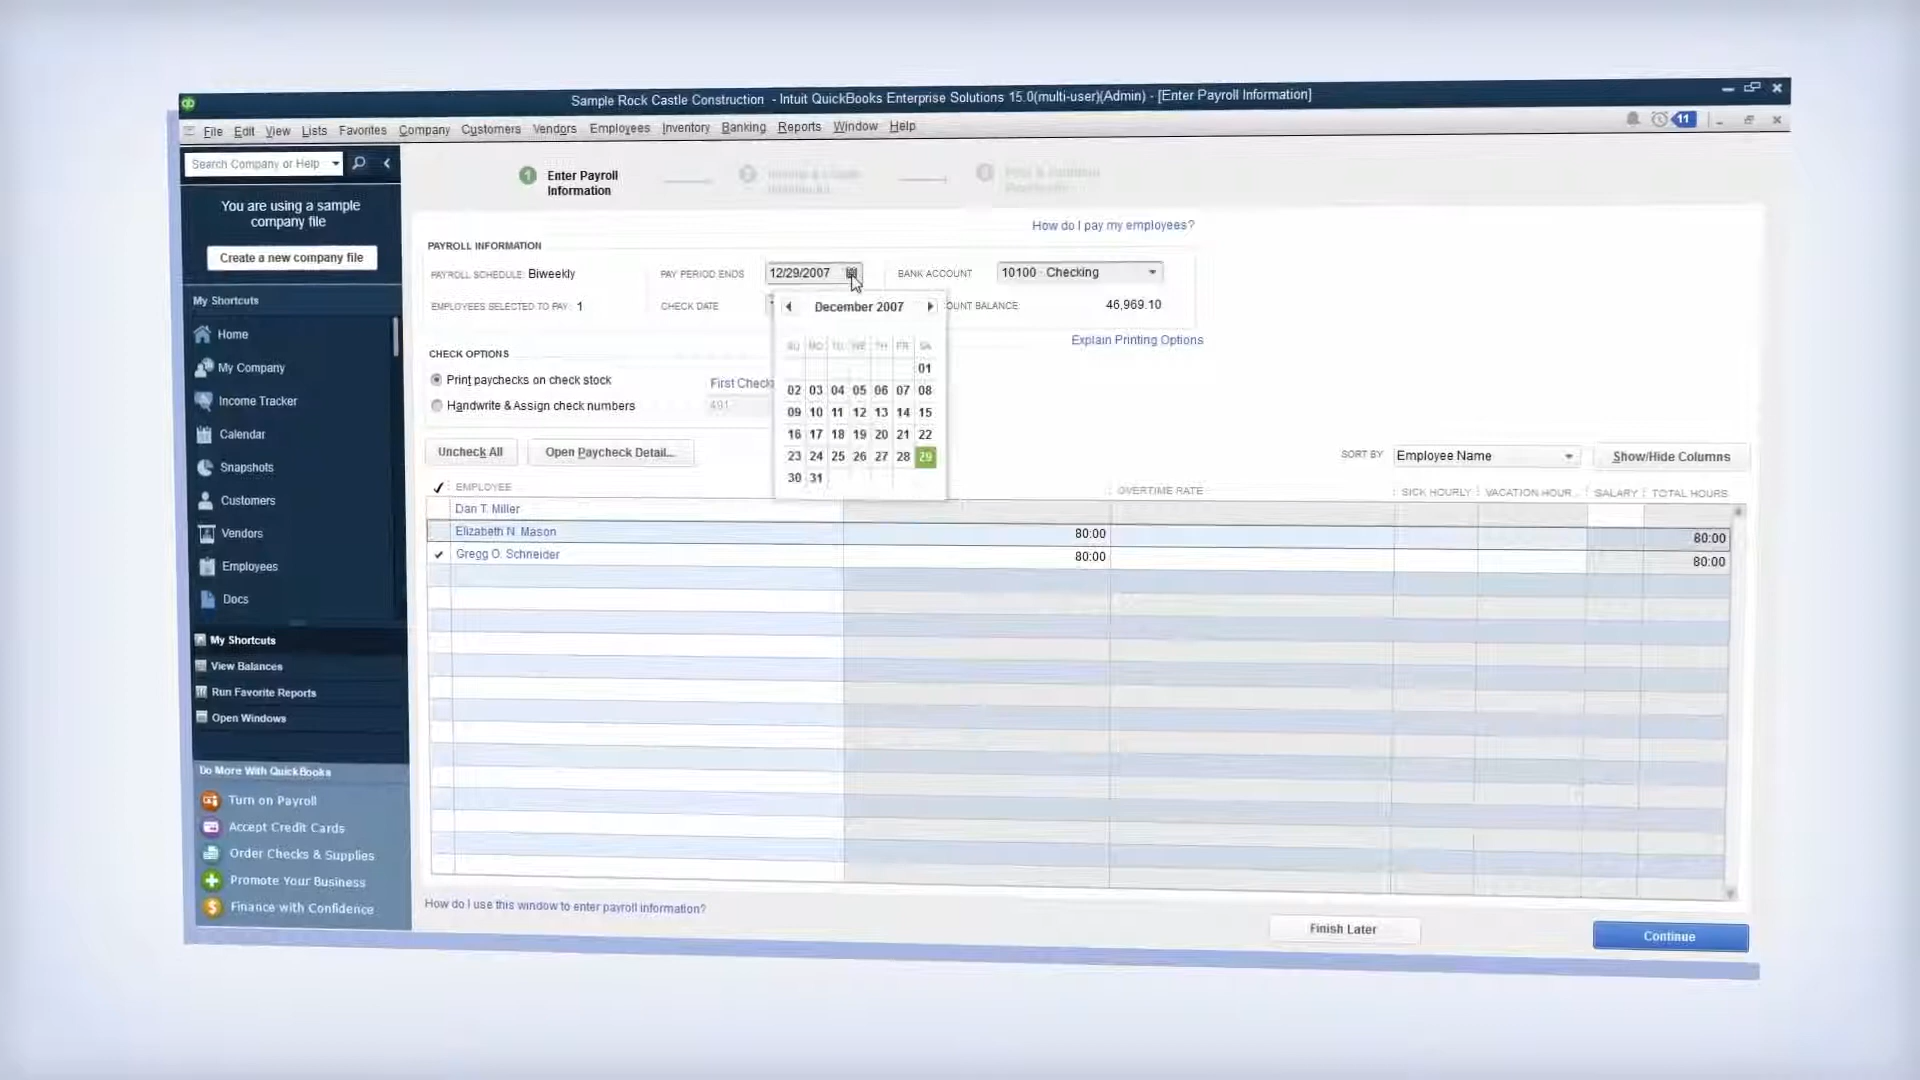 Sample Rock Castle Construction - Intuit QuickBooks Enterprise Solutions 15.0(multi-user)(Admin) - [Enter Payroll Information]
File Edit View Lists Favorites Company Customers Vendors Employees Inventory Banking Reports Window Help
11
Search Company or Help
You are using a sample
company file
Create a new company file
My Shortcuts
Home
My Company
Income Tracker
Calendar
Snapshots
Customers
Vendors
Employees
Docs
My Shortcuts
View Balances
Run Favorite Reports
Open Windows
Do More With QuickBooks
Turn on Payroll
Accept Credit Cards
Order Checks & Supplies
Promote Your Business
Finance with Confidence
1 Enter Payroll
Information
How do I pay my employees?
PAYROLL INFORMATION
PAYROLL SCHEDULE: Biweekly
PAY PERIOD ENDS 12/29/2007
BANK ACCOUNT 10100 · Checking
EMPLOYEES SELECTED TO PAY: 1
CHECK DATE
OUNT BALANCE: 46,969.10
Explain Printing Options
December 2007
SU MO TU WE TH FR SA
01
02 03 04 05 06 07 08
09 10 11 12 13 14 15
16 17 18 19 20 21 22
23 24 25 26 27 28 29
30 31
CHECK OPTIONS
Print paychecks on check stock
Handwrite & Assign check numbers
First Check
491
Uncheck All
Open Paycheck Detail...
SORT BY Employee Name
Show/Hide Columns
EMPLOYEE OVERTIME RATE SICK HOURLY VACATION HOUR... SALARY TOTAL HOURS
Dan T. Miller
Elizabeth N. Mason 80:00 80:00
Gregg O. Schneider 80:00 80:00
How do I use this window to enter payroll information?
Finish Later
Continue